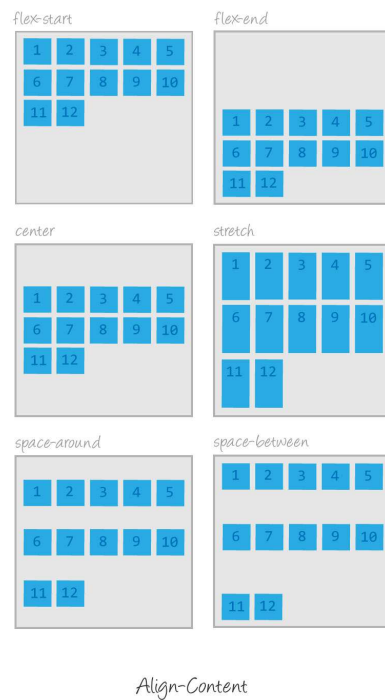 flex-start
1 2 3 4 5
6 7 8 9 10
11 12
flex-end
1 2 3 4 5
6 7 8 9 10
11 12
center
1 2 3 4 5
6 7 8 9 10
11 12
stretch
1 2 3 4 5
6 7 8 9 10
11 12
space-around
1 2 3 4 5
6 7 8 9 10
11 12
space-between
1 2 3 4 5
6 7 8 9 10
11 12
Align-Content